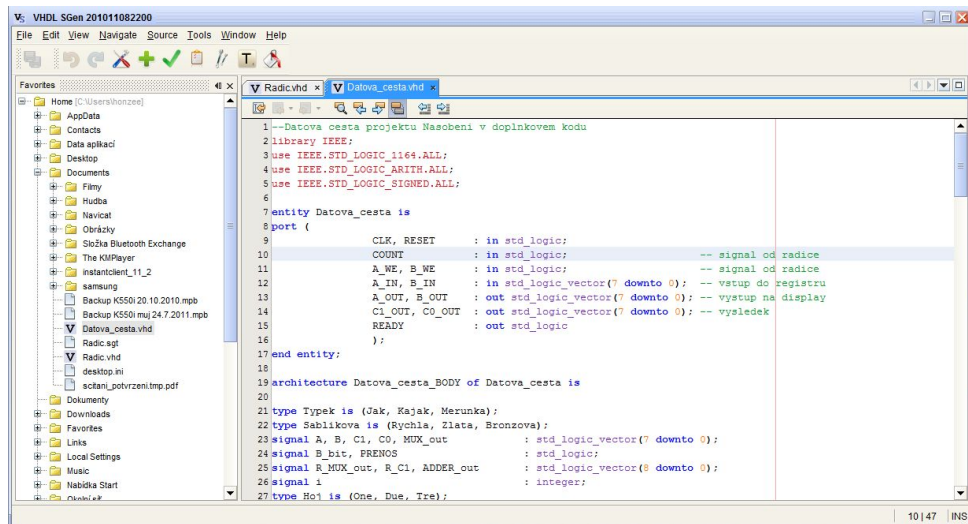 VHDL SGen 201011082200
File Edit View Navigate Source Tools Window Help
Favorites
Home [C:\Users\honzee]
AppData
Contacts
Data aplikací
Desktop
Documents
Filmy
Hudba
Navicat
Obrázky
Složka Bluetooth Exchange
The KMPlayer
instantclient_11_2
samsung
Backup K550i 20.10.2010.mpb
Backup K550i muj 24.7.2011.mpb
Datova_cesta.vhd
Radic.sgt
Radic.vhd
desktop.ini
scitani_potvrzeni.tmp.pdf
Dokumenty
Downloads
Favorites
Links
Local Settings
Music
Nabídka Start
Okolní síť
Radic.vhd Datova_cesta.vhd
1 --Datova cesta projektu Nasobeni v doplnkovem kodu
2 library IEEE;
3 use IEEE.STD_LOGIC_1164.ALL;
4 use IEEE.STD_LOGIC_ARITH.ALL;
5 use IEEE.STD_LOGIC_SIGNED.ALL;
6
7 entity Datova_cesta is
8 port (
9 CLK, RESET : in std_logic;
10 COUNT : in std_logic; -- signal od radice
11 A_WE, B_WE : in std_logic; -- signal od radice
12 A_IN, B_IN : in std_logic_vector(7 downto 0); -- vstup do registru
13 A_OUT, B_OUT : out std_logic_vector(7 downto 0); -- vystup na display
14 C1_OUT, C0_OUT : out std_logic_vector(7 downto 0); -- vysledek
15 READY : out std_logic
16 );
17 end entity;
18
19 architecture Datova_cesta_BODY of Datova_cesta is
20
21 type Typek is (Jak, Kajak, Merunka);
22 type Sablikova is (Rychla, Zlata, Bronzova);
23 signal A, B, C1, C0, MUX_out : std_logic_vector(7 downto 0);
24 signal B_bit, PRENOS : std_logic;
25 signal R_MUX_out, R_C1, ADDER_out : std_logic_vector(8 downto 0);
26 signal i : integer;
27 type Hoj is (One, Due, Tre);
10 | 47 INS